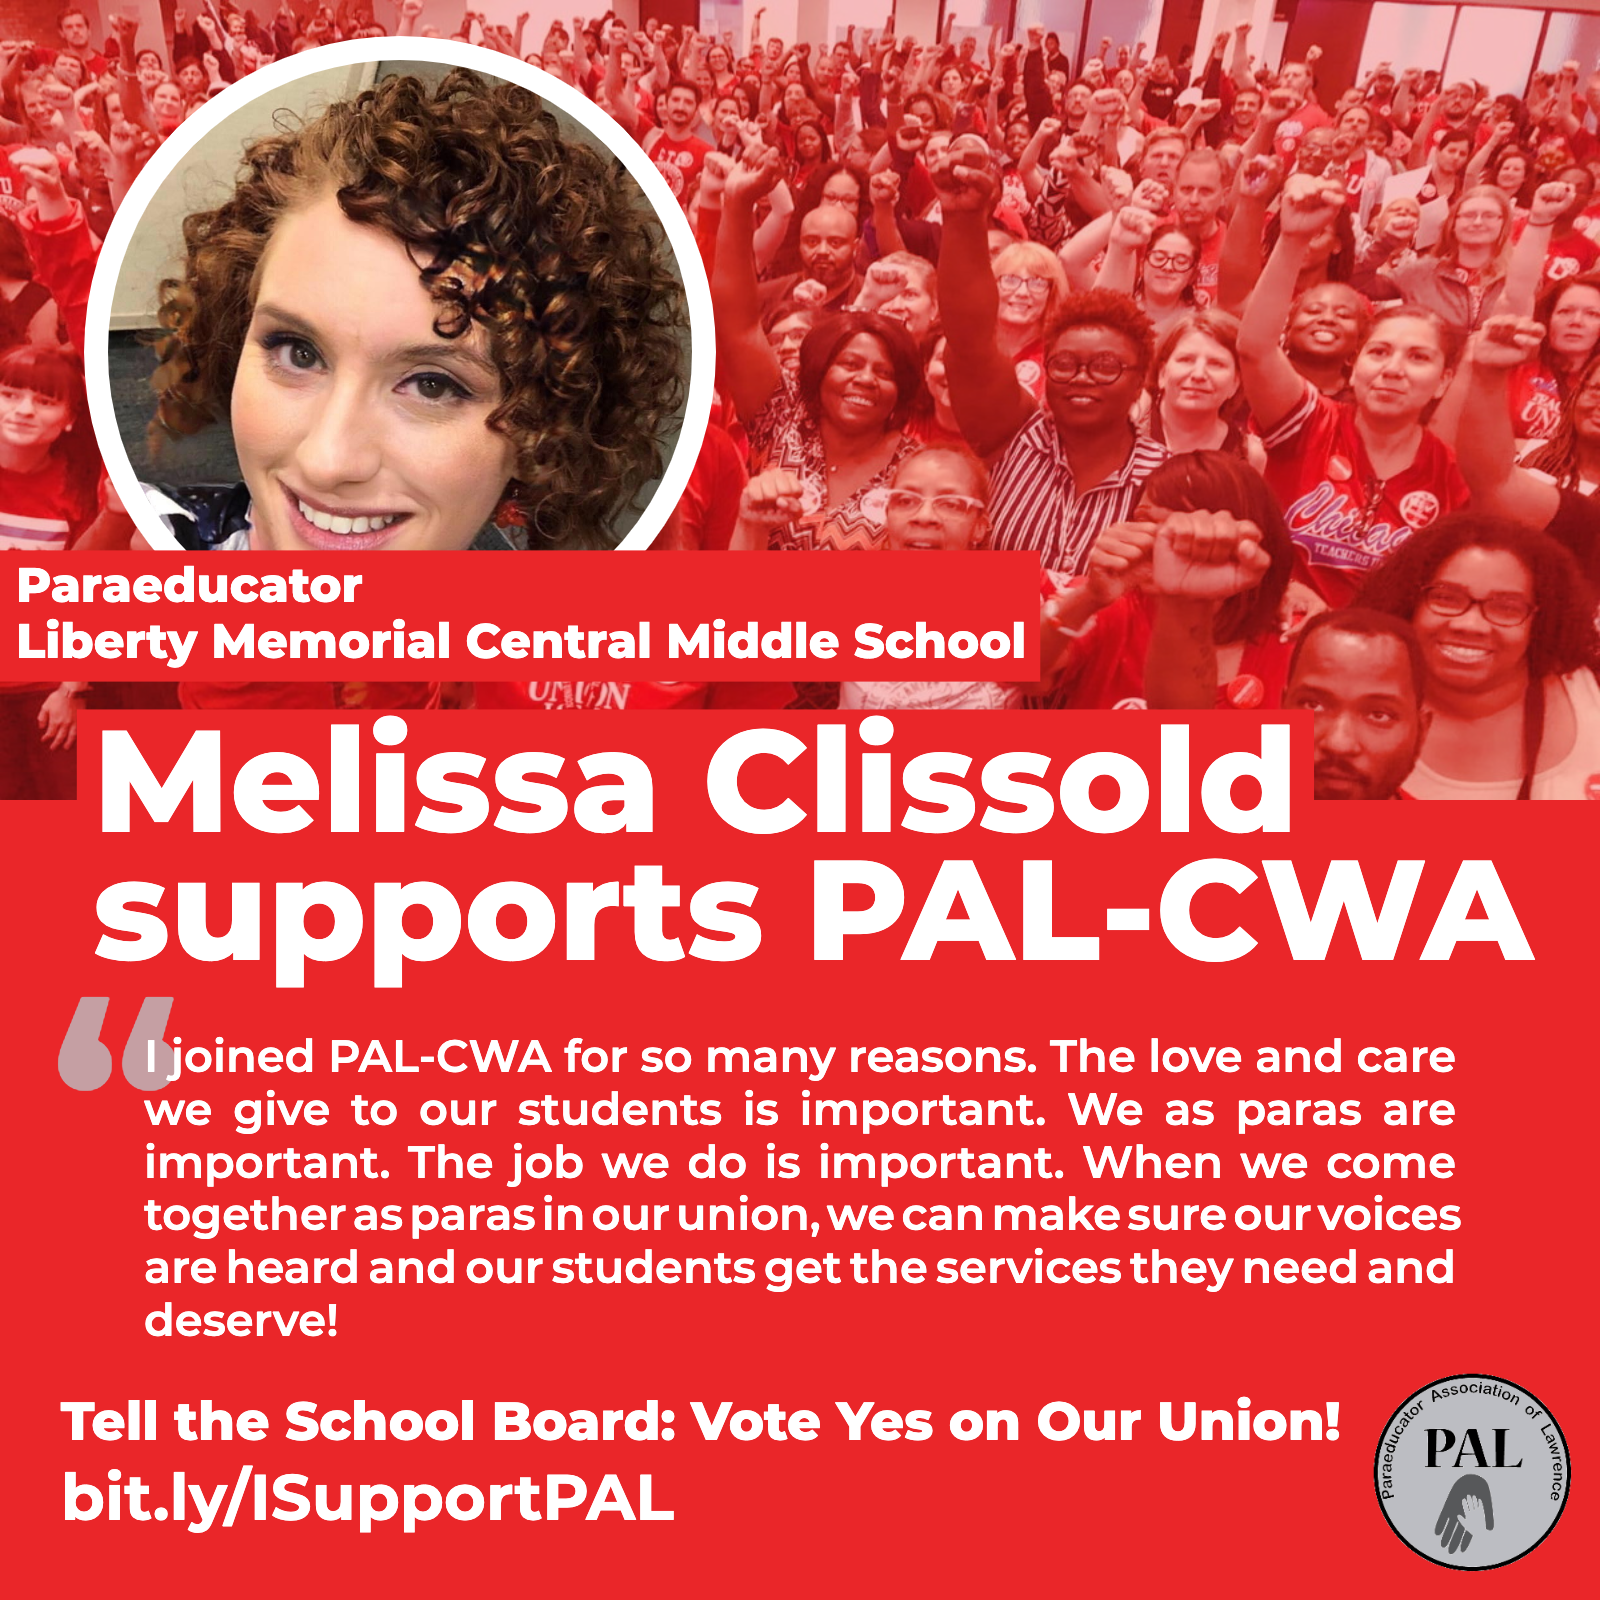 Paraeducator
Liberty Memorial Central Middle School
UNION
Chicago
TEACHERS
Melissa Clissold
supports PAL-CWA
“
I joined PAL-CWA for so many reasons. The love and care
we give to our students is important. We as paras are
important. The job we do is important. When we come
together as paras in our union, we can make sure our voices
are heard and our students get the services they need and
deserve!
Tell the School Board: Vote Yes on Our Union!
bit.ly/ISupportPAL
Paraeducator Association of Lawrence
PAL